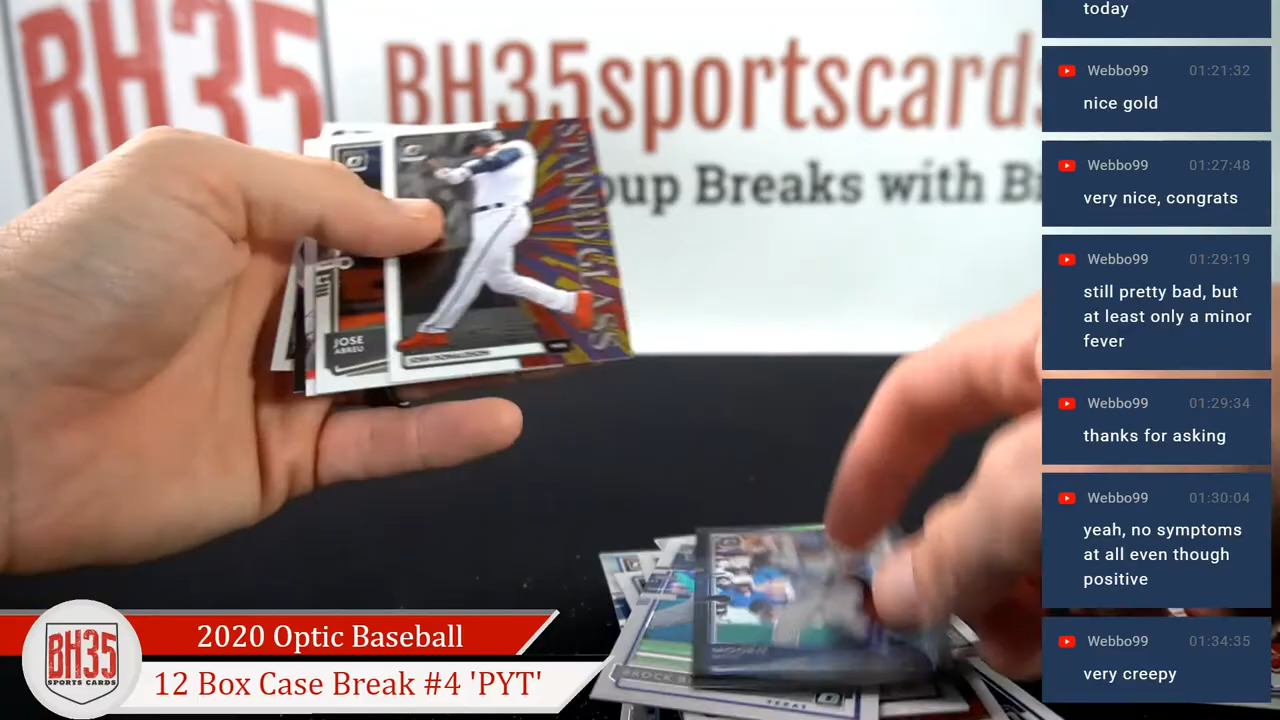 BH35
BH35sportscards
oup Breaks with B
STAINED GLASS
JOSE
ABREU
JOSH DONALDSON
TEXAS
2020 Optic Baseball
12 Box Case Break #4 'PYT'
BH35
SPORTS CARDS
today
Webbo99 01:21:32
nice gold
Webbo99 01:27:48
very nice, congrats
Webbo99 01:29:19
still pretty bad, but
at least only a minor
fever
Webbo99 01:29:34
thanks for asking
Webbo99 01:30:04
yeah, no symptoms
at all even though
positive
Webbo99 01:34:35
very creepy